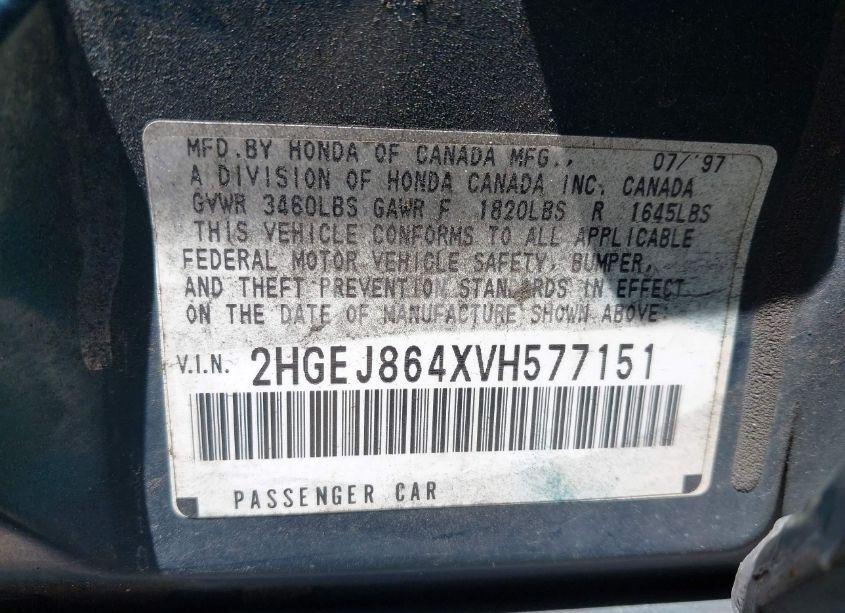 MFD.BY HONDA OF CANADA MFG., 07/'97
A DIVISION OF HONDA CANADA INC. CANADA
GVWR 3460LBS GAWR F 1820LBS R 1645LBS
THIS VEHICLE CONFORMS TO ALL APPLICABLE
FEDERAL MOTOR VEHICLE SAFETY, BUMPER,
AND THEFT PREVENTION STANDARDS IN EFFECT
ON THE DATE OF MANUFACTURE SHOWN ABOVE.
V.I.N. 2HGEJ864XVH577151
PASSENGER CAR